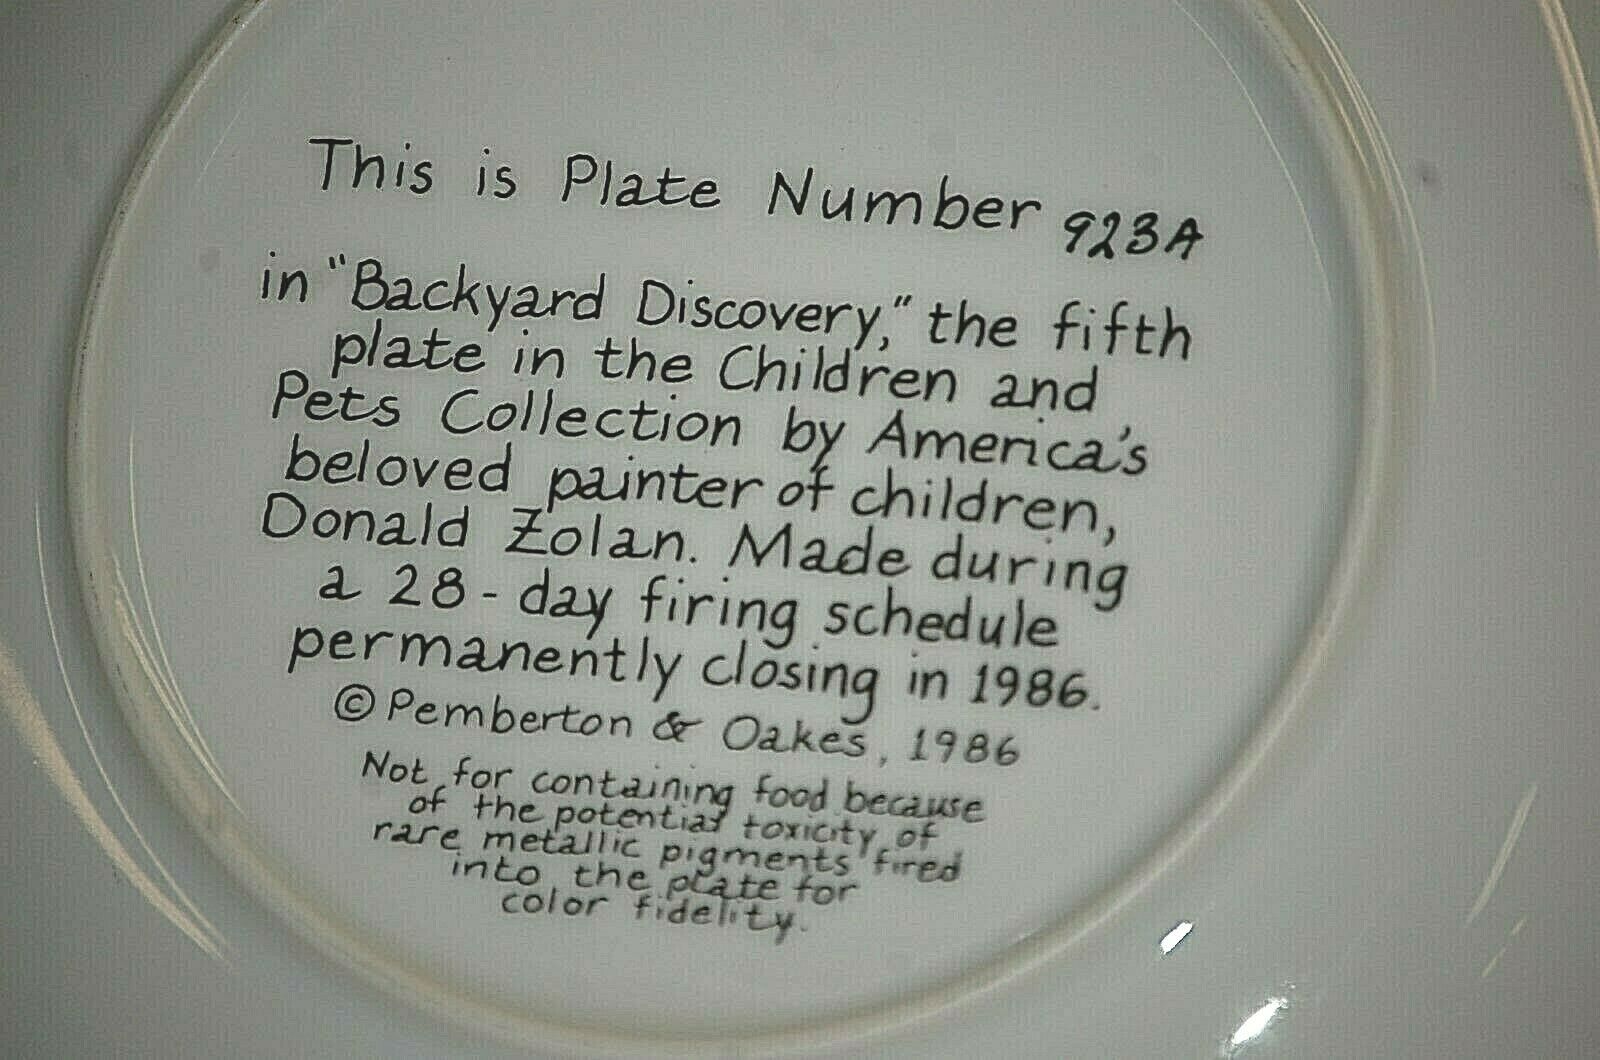 This is Plate Number 923A
in "Backyard Discovery," the fifth
plate in the Children and
Pets Collection by America's
beloved painter of children,
Donald Zolan. Made during
a 28-day firing schedule
permanently closing in 1986.
© Pemberton & Oakes, 1986
Not for containing food because
of the potential toxicity of
rare metallic pigments fired
into the plate for
color fidelity.